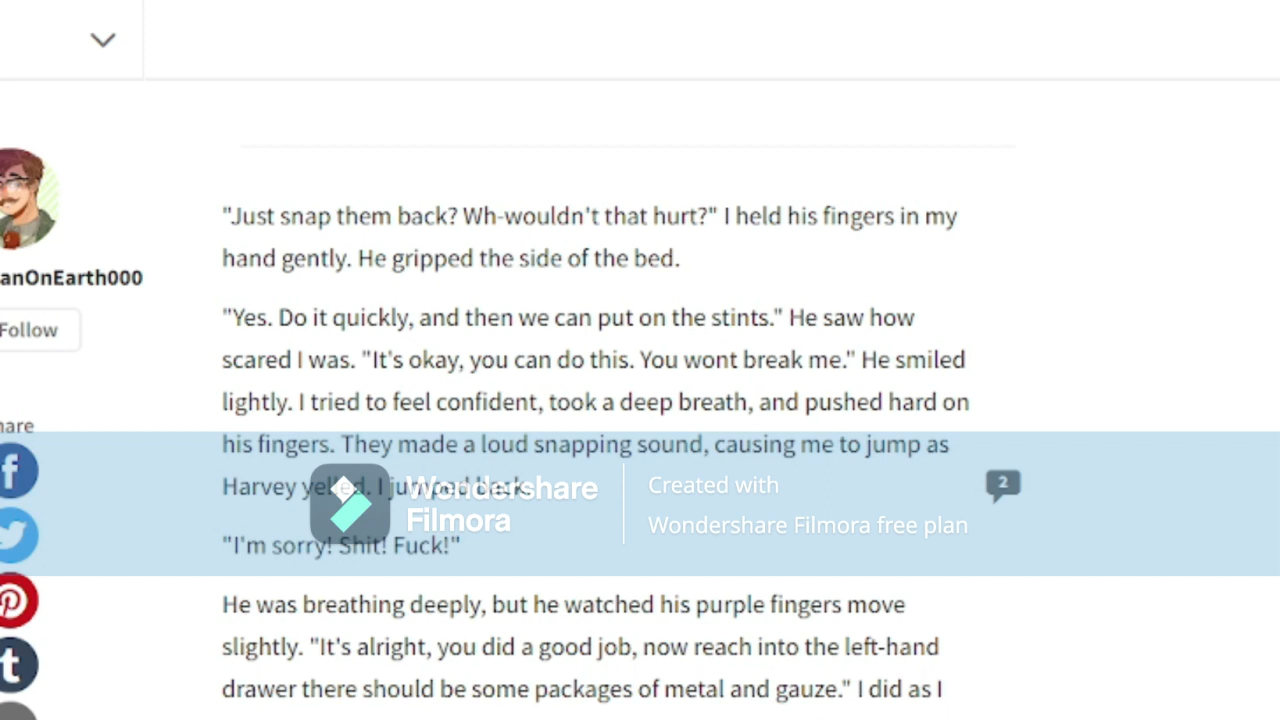 anOnEarth000
Follow
hare
"Just snap them back? Wh-wouldn't that hurt?" I held his fingers in my
hand gently. He gripped the side of the bed.
"Yes. Do it quickly, and then we can put on the stints." He saw how
scared I was. "It's okay, you can do this. You wont break me." He smiled
lightly. I tried to feel confident, took a deep breath, and pushed hard on
his fingers. They made a loud snapping sound, causing me to jump as
Harvey yelled. I jumped back.
2
Wondershare
Filmora
Created with
Wondershare Filmora free plan
"I'm sorry! Shit! Fuck!"
He was breathing deeply, but he watched his purple fingers move
slightly. "It's alright, you did a good job, now reach into the left-hand
drawer there should be some packages of metal and gauze." I did as I